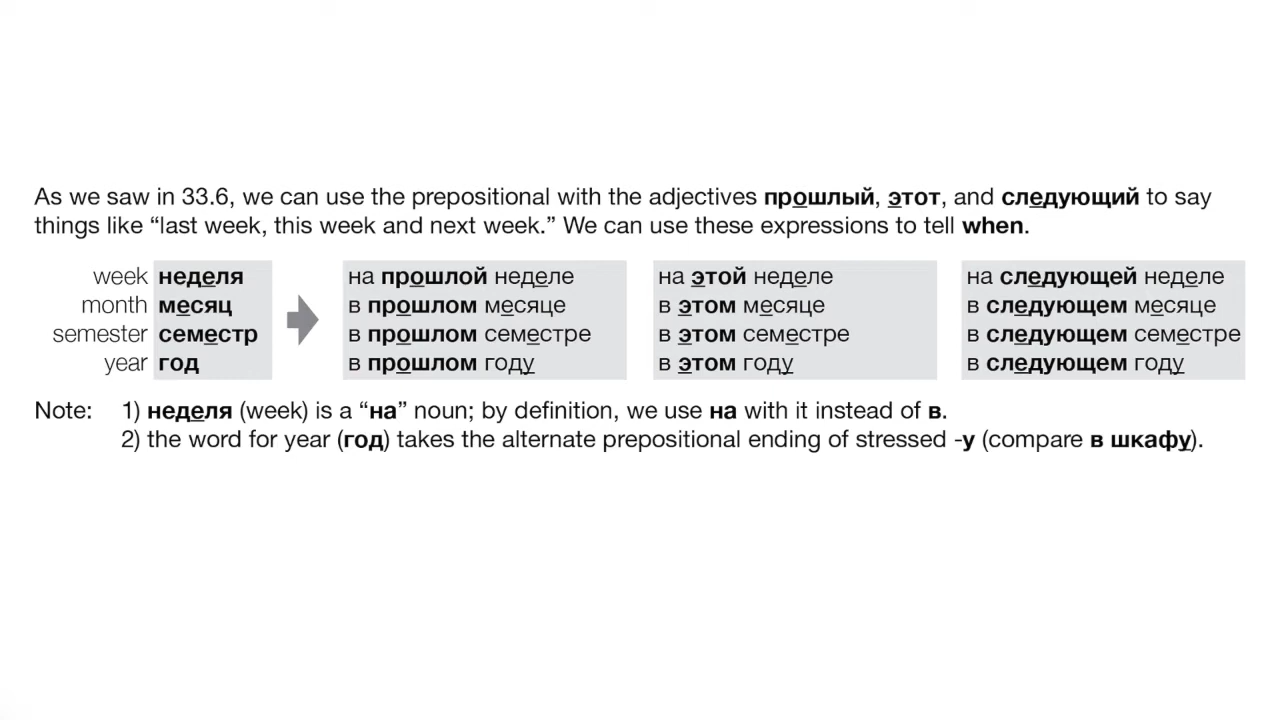 As we saw in 33.6, we can use the prepositional with the adjectives прошлый, этот, and следующий to say
things like “last week, this week and next week.” We can use these expressions to tell when.
week неделя на прошлой неделе на этой неделе на следующей неделе
month месяц в прошлом месяце в этом месяце в следующем месяце
semester семестр в прошлом семестре в этом семестре в следующем семестре
year год в прошлом году в этом году в следующем году
Note: 1) неделя (week) is a “на” noun; by definition, we use на with it instead of в.
2) the word for year (год) takes the alternate prepositional ending of stressed -у (compare в шкафу).